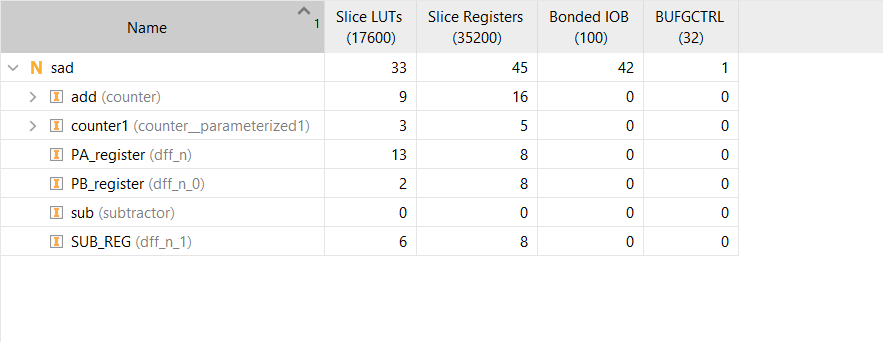 Name 1 Slice LUTs (17600) Slice Registers (35200) Bonded IOB (100) BUFGCTRL (32)
N sad 33 45 42 1
add (counter) 9 16 0 0
counter1 (counter__parameterized1) 3 5 0 0
PA_register (dff_n) 13 8 0 0
PB_register (dff_n_0) 2 8 0 0
sub (subtractor) 0 0 0 0
SUB_REG (dff_n_1) 6 8 0 0